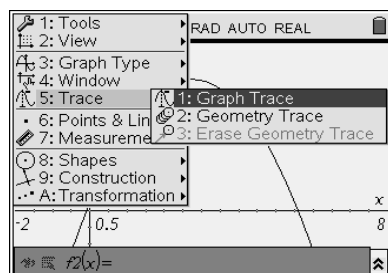 1: Tools
RAD AUTO REAL
2: View
3: Graph Type
4: Window
5: Trace
1: Graph Trace
6: Points & Lin
2: Geometry Trace
7: Measureme
3: Erase Geometry Trace
8: Shapes
9: Construction
A: Transformation
x
-2
0.5
8
f2(x)=